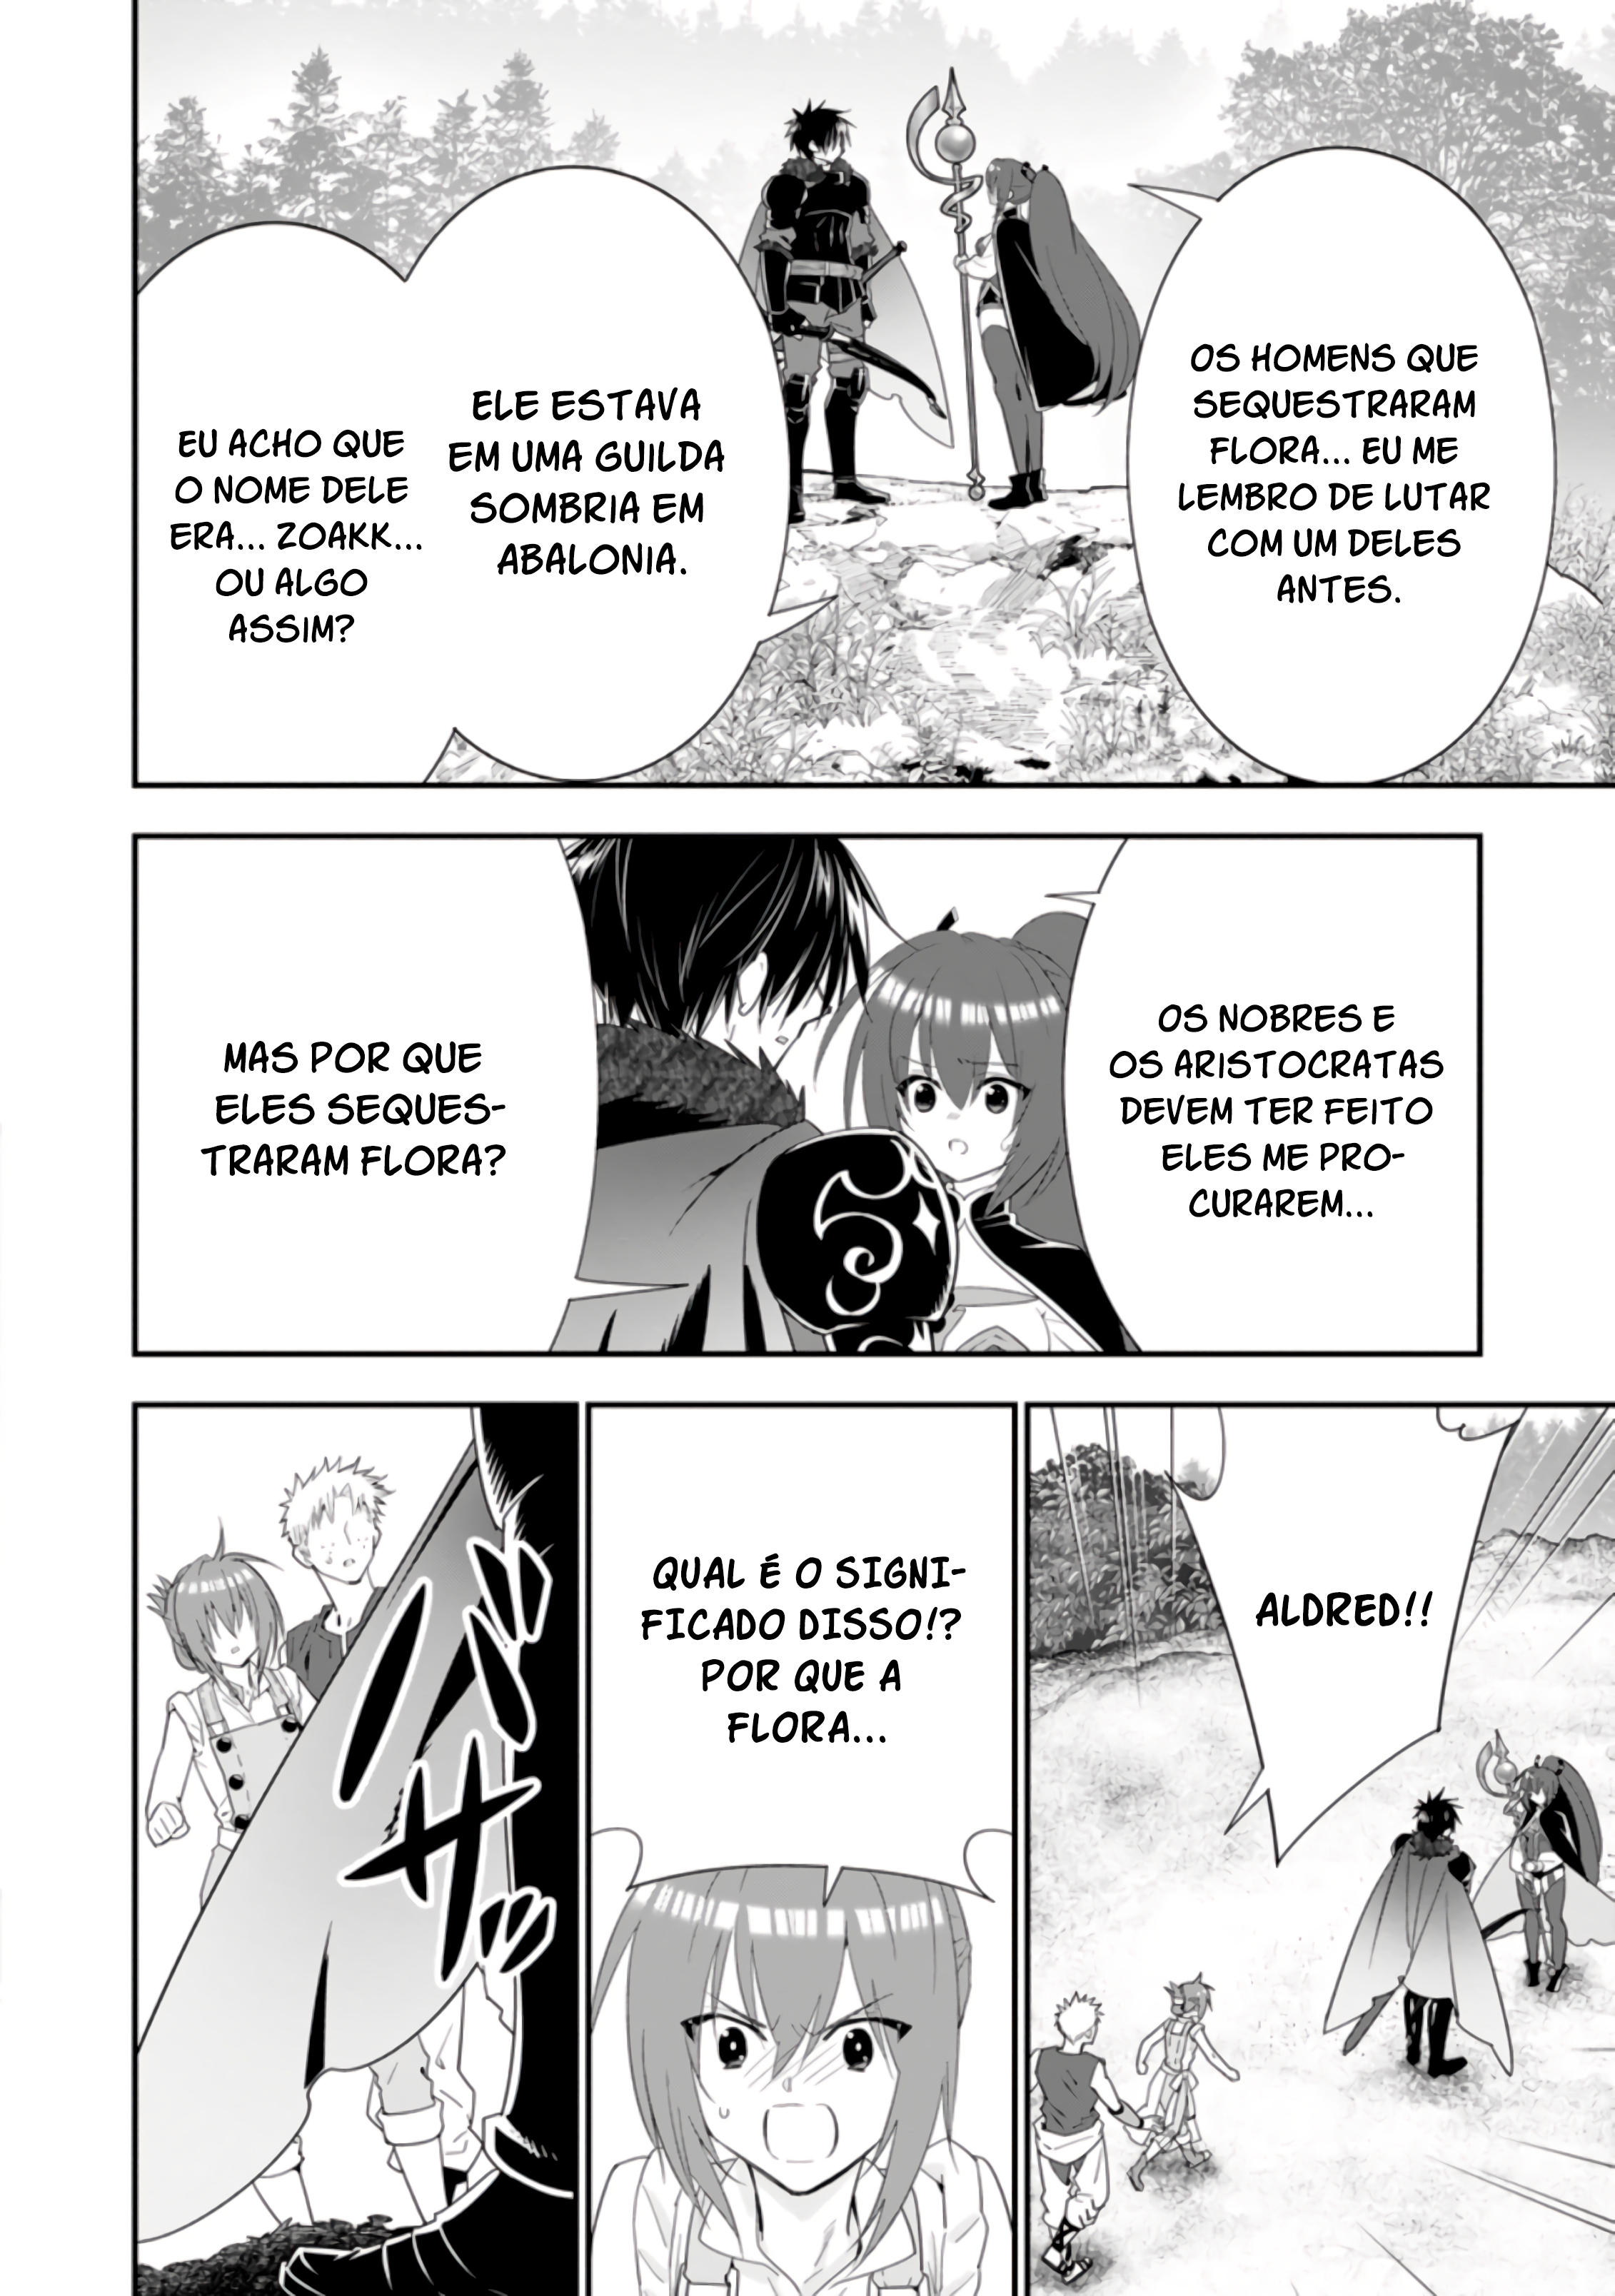 OS HOMENS QUE
SEQUESTRARAM
FLORA... EU ME
LEMBRO DE LUTAR
COM UM DELES
ANTES.
ELE ESTAVA
EM UMA GUILDA
SOMBRIA EM
ABALONIA.
EU ACHO QUE
O NOME DELE
ERA... ZOAKK...
OU ALGO
ASSIM?
OS NOBRES E
OS ARISTOCRATAS
DEVEM TER FEITO
ELES ME PRO-
CURAREM...
MAS POR QUE
ELES SEQUES-
TRARAM FLORA?
ALDRED!!
QUAL É O SIGNI-
FICADO DISSO!?
POR QUE A
FLORA...
バサッ